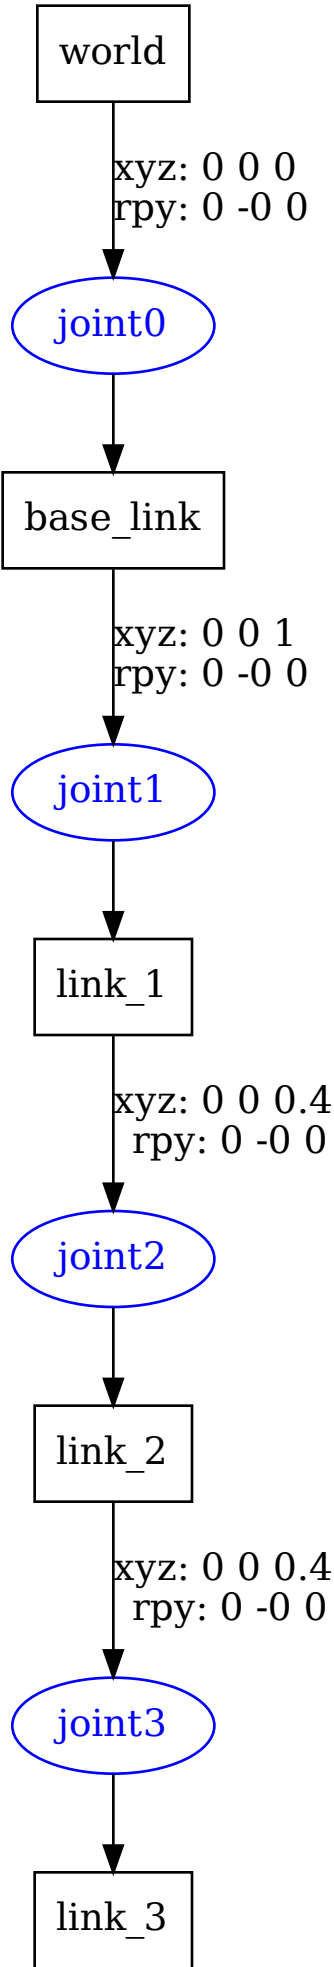 world
xyz: 0 0 0
rpy: 0 -0 0
joint0
base_link
xyz: 0 0 1
rpy: 0 -0 0
joint1
link_1
xyz: 0 0 0.4
rpy: 0 -0 0
joint2
link_2
xyz: 0 0 0.4
rpy: 0 -0 0
joint3
link_3